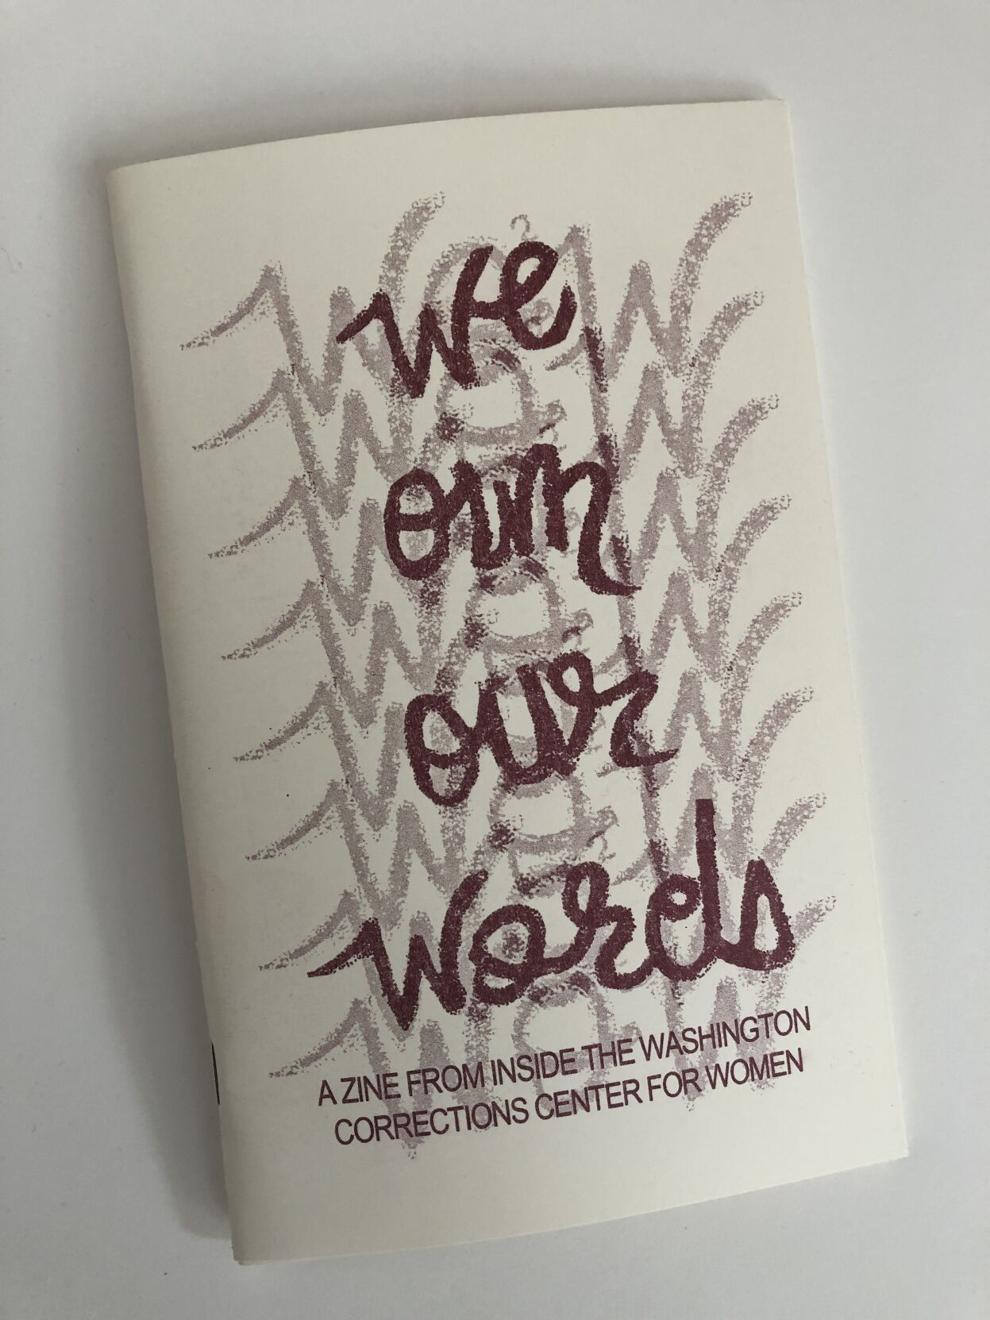 we
own
our
words
A ZINE FROM INSIDE THE WASHINGTON
CORRECTIONS CENTER FOR WOMEN